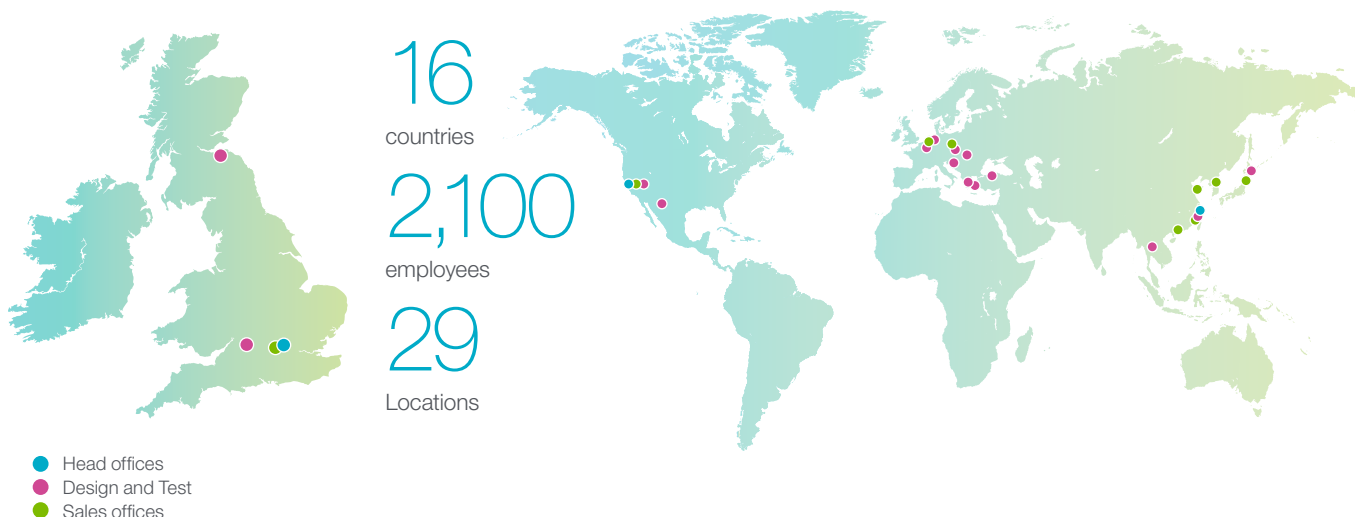 16
countries
2,100
employees
29
Locations
Head offices
Design and Test
Sales offices